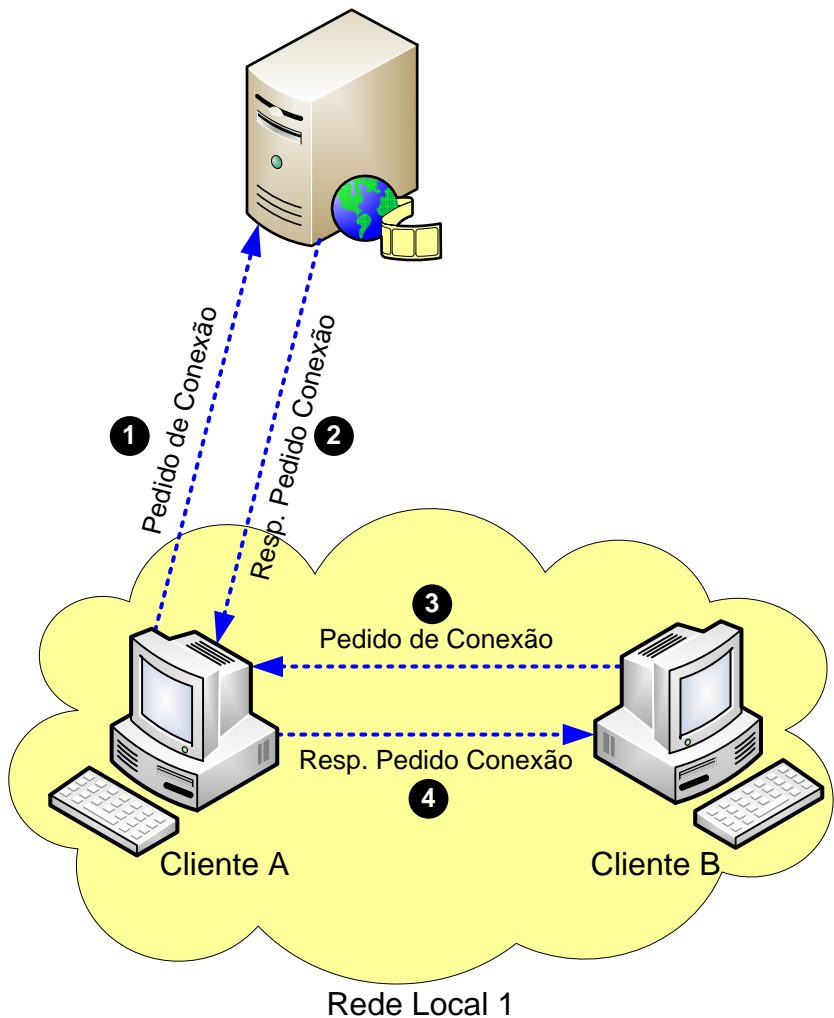 1
Pedido de Conexão
Resp. Pedido Conexão
2
3
Pedido de Conexão
Resp. Pedido Conexão
4
Cliente A
Cliente B
Rede Local 1